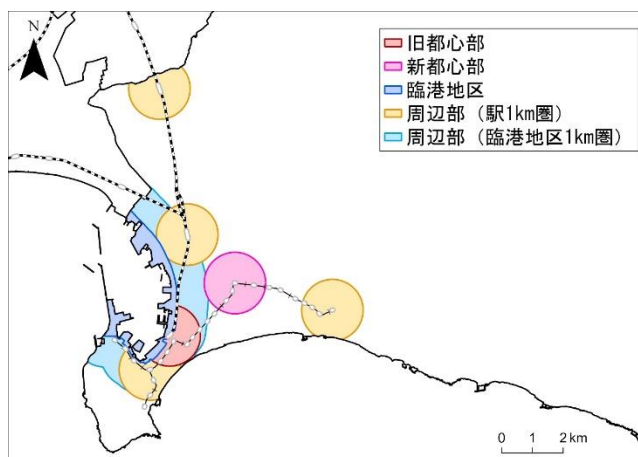 N
旧都心部
新都心部
臨港地区
周辺部（駅1km圏）
周辺部（臨港地区1km圏）
0 1 2km